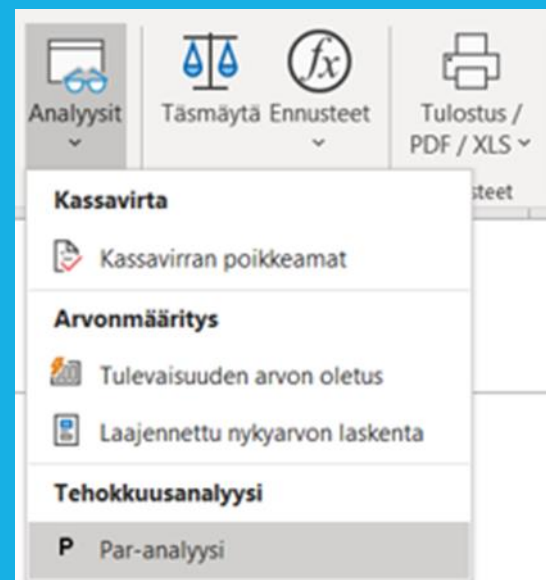 Analyysit
Täsmäytä Ennusteet
Tulostus /
PDF / XLS
steet
Kassavirta
Kassavirran poikkeamat
Arvonmääritys
Tulevaisuuden arvon oletus
Laajennettu nykyarvon laskenta
Tehokkuusanalyysi
P Par-analyysi